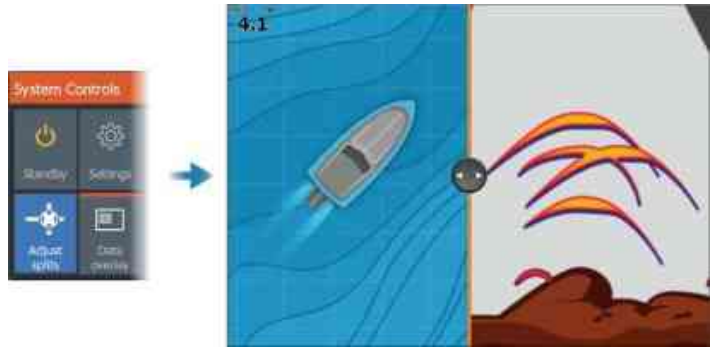 System Controls
Standby
Settings
Adjust
splits
Data
overlay
4.1